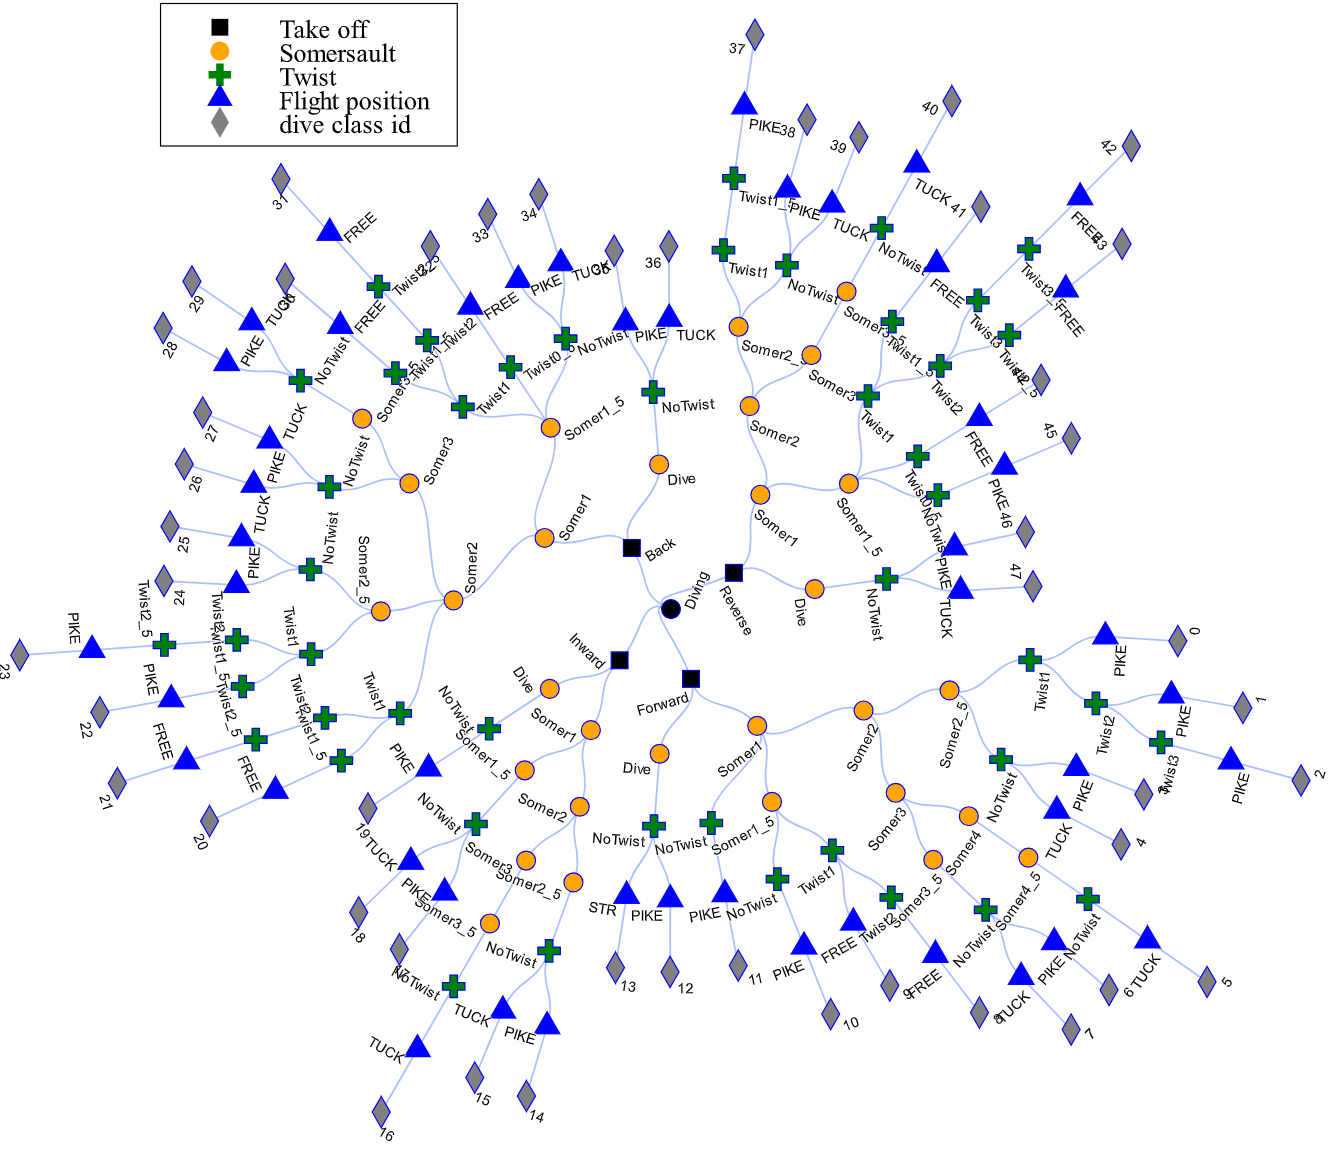 Take off
Somersault
Twist
Flight position
dive class id
Diving
Back
Somer1
Somer1_5
Twist1
Twist1_5
Twist2
Twist2_5
FREE
31
FREE
30
Twist0_5
FREE
32
NoTwist
PIKE
33
TUCK
34
Dive
NoTwist
PIKE
35
TUCK
36
Somer2
Somer3
Somer3_5
NoTwist
TUCK
29
PIKE
28
NoTwist
TUCK
27
PIKE
26
Somer2_5
NoTwist
TUCK
25
PIKE
24
Twist1
Twist2
Twist2_5
PIKE
23
Twist1_5
PIKE
22
Twist1
Twist2
Twist2_5
FREE
21
Twist1_5
FREE
20
Reverse
Somer1
Somer2
Somer2_5
Twist1
Twist1_5
PIKE
37
NoTwist
PIKE
38
TUCK
39
Somer3
Somer3_5
NoTwist
TUCK
40
Somer1_5
Twist1
Twist1_5
FREE
41
Twist2
Twist3
Twist3_5
FREE
42
Twist2_5
FREE
43
Twist0_5
FREE
44
NoTwist
PIKE
45
Dive
NoTwist
PIKE
46
TUCK
47
Inward
Dive
NoTwist
PIKE
19
Somer1
Somer1_5
NoTwist
TUCK
18
PIKE
17
Somer2
Somer3
Somer3_5
NoTwist
TUCK
16
Somer2_5
NoTwist
TUCK
15
PIKE
14
Forward
Dive
NoTwist
STR
13
PIKE
12
Somer1
NoTwist
PIKE
11
Somer1_5
NoTwist
PIKE
10
Twist1
FREE
9
Twist2
FREE
8
Somer2
Somer3
Somer3_5
NoTwist
TUCK
7
PIKE
6
Somer4
Somer4_5
NoTwist
TUCK
5
Somer2_5
NoTwist
TUCK
4
PIKE
3
Twist1
PIKE
0
Twist2
PIKE
1
Twist3
PIKE
2